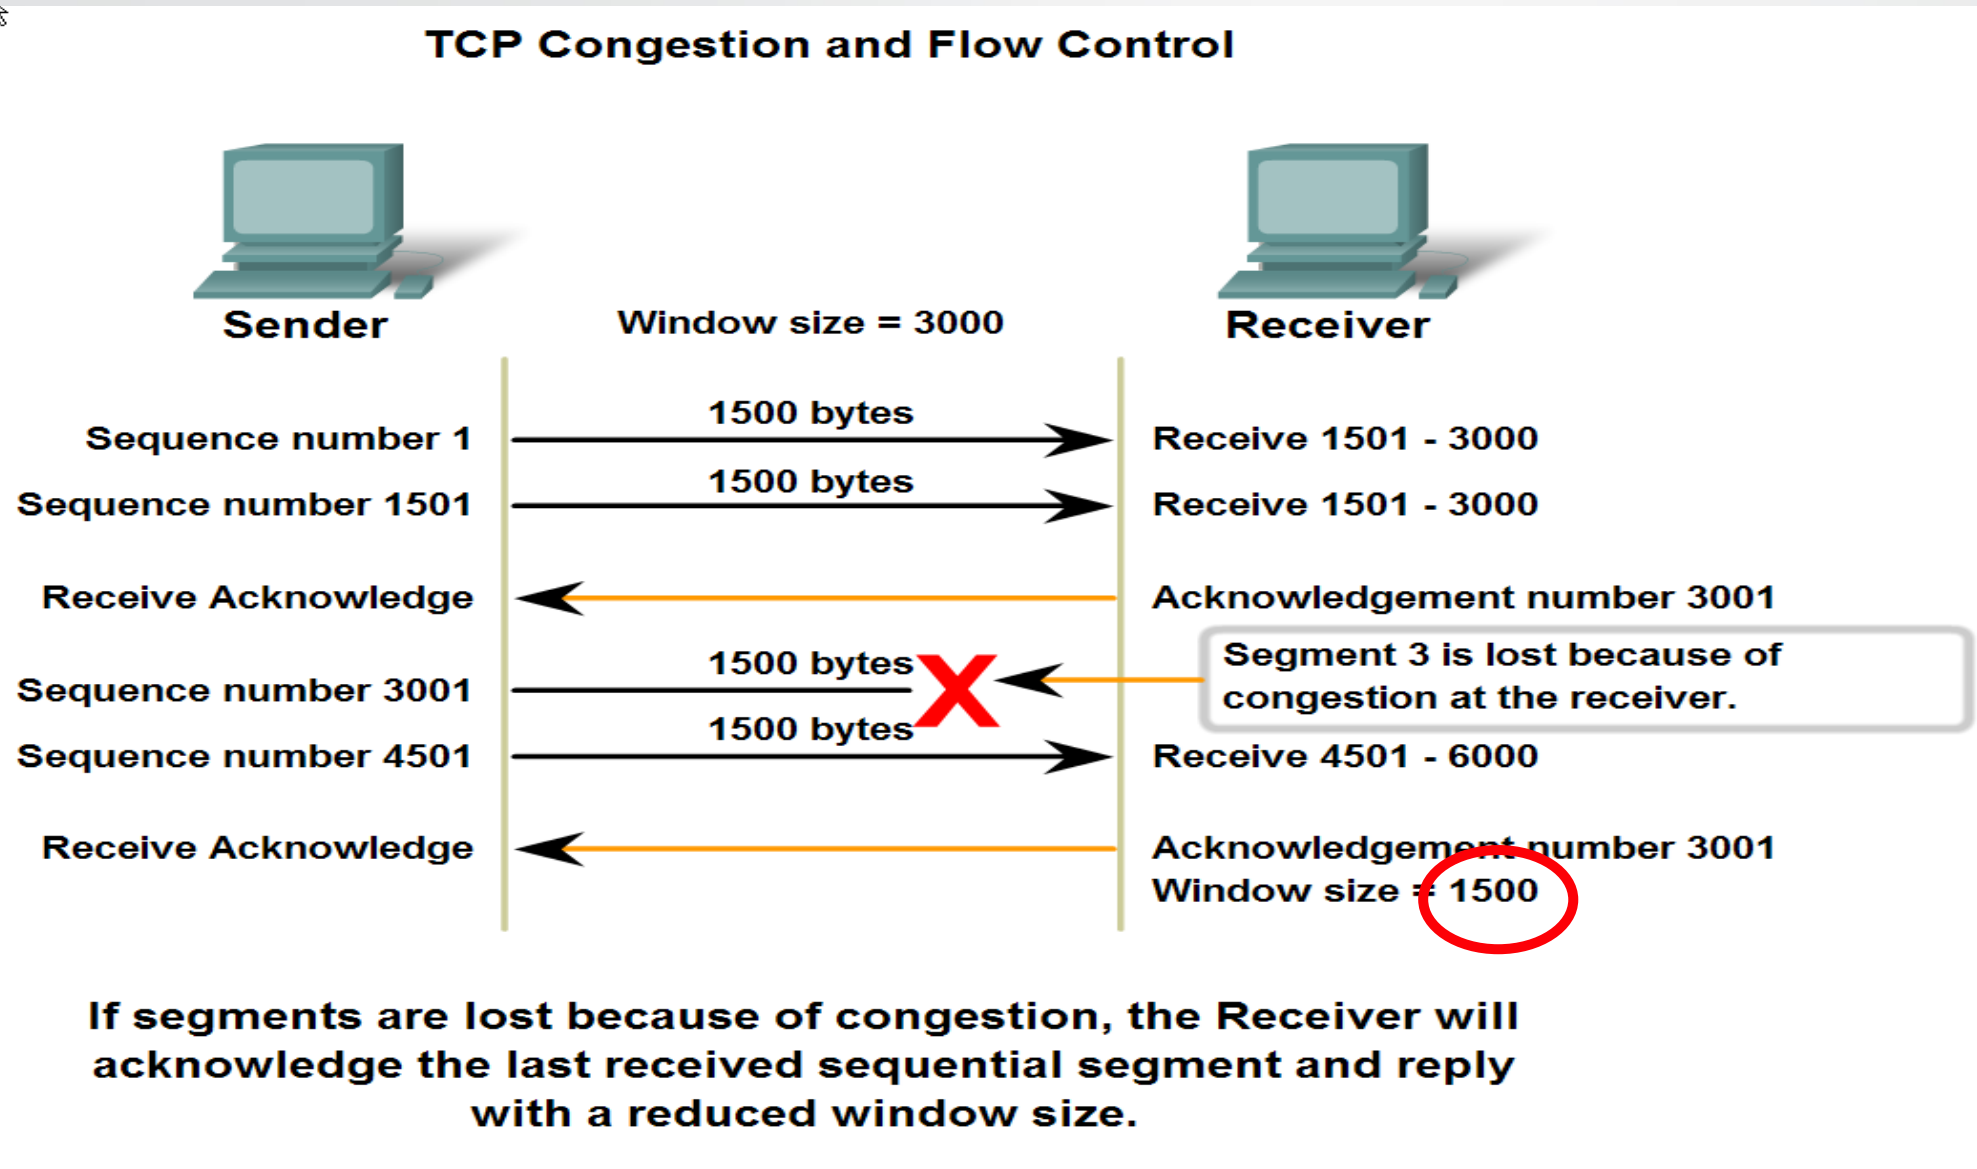 TCP Congestion and Flow Control
Sender
Window size = 3000
Receiver
1500 bytes
Sequence number 1
Receive 1501 - 3000
1500 bytes
Sequence number 1501
Receive 1501 - 3000
Receive Acknowledge
Acknowledgement number 3001
Segment 3 is lost because of
congestion at the receiver.
1500 bytes
X
Sequence number 3001
1500 bytes
Sequence number 4501
Receive 4501 - 6000
Receive Acknowledge
Acknowledgement number 3001
Window size = 1500
If segments are lost because of congestion, the Receiver will
acknowledge the last received sequential segment and reply
with a reduced window size.